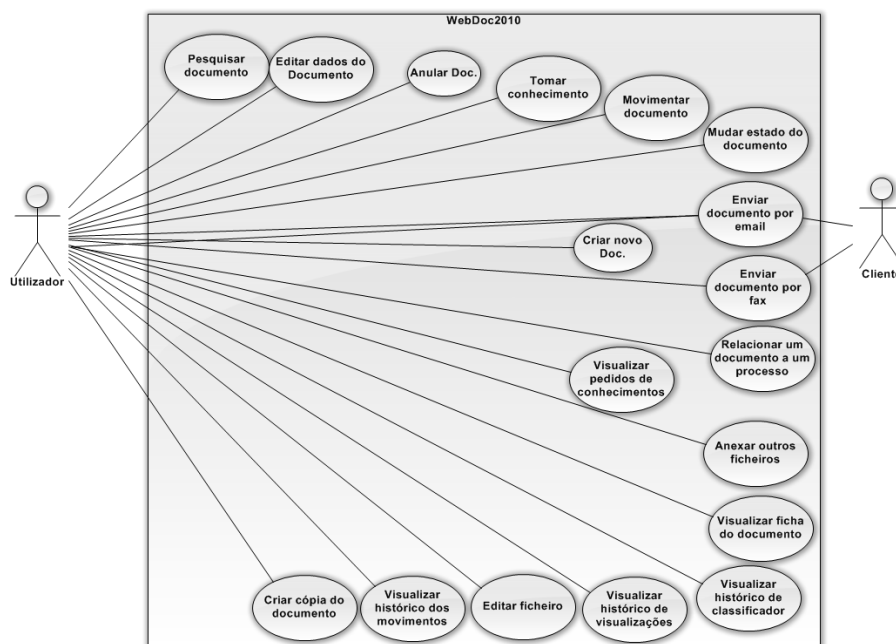 WebDoc2010
Pesquisar
documento
Editar dados do
Documento
Anular Doc.
Tomar
conhecimento
Movimentar
documento
Mudar estado do
documento
Enviar
documento por
email
Criar novo
Doc.
Utilizador
Cliente
Enviar
documento por
fax
Relacionar um
documento a um
processo
Visualizar
pedidos de
conhecimentos
Anexar outros
ficheiros
Visualizar ficha
do documento
Criar cópia do
documento
Visualizar
histórico dos
movimentos
Editar ficheiro
Visualizar
histórico de
visualizações
Visualizar
histórico de
classificador